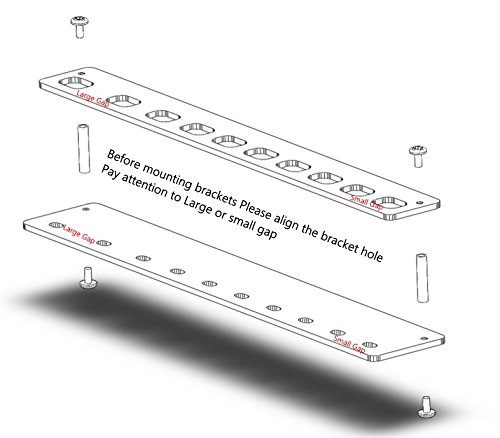 Large Gap
Small Gap
Before mounting brackets Please align the bracket hole
Pay attention to Large or small gap
Large Gap
Small Gap